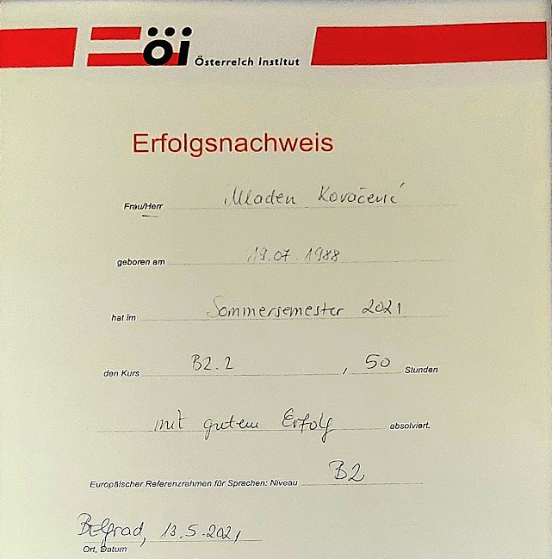 öi Österreich Institut
Erfolgsnachweis
Frau/Herr Mladen Kovačević
geboren am 19.07.1988
hat im Sommersemester 2021
den Kurs B2.2, 50 Stunden
mit gutem Erfolg absolviert.
Europäischer Referenzrahmen für Sprachen: Niveau B2
Belgrad, 13.5.2021
Ort, Datum